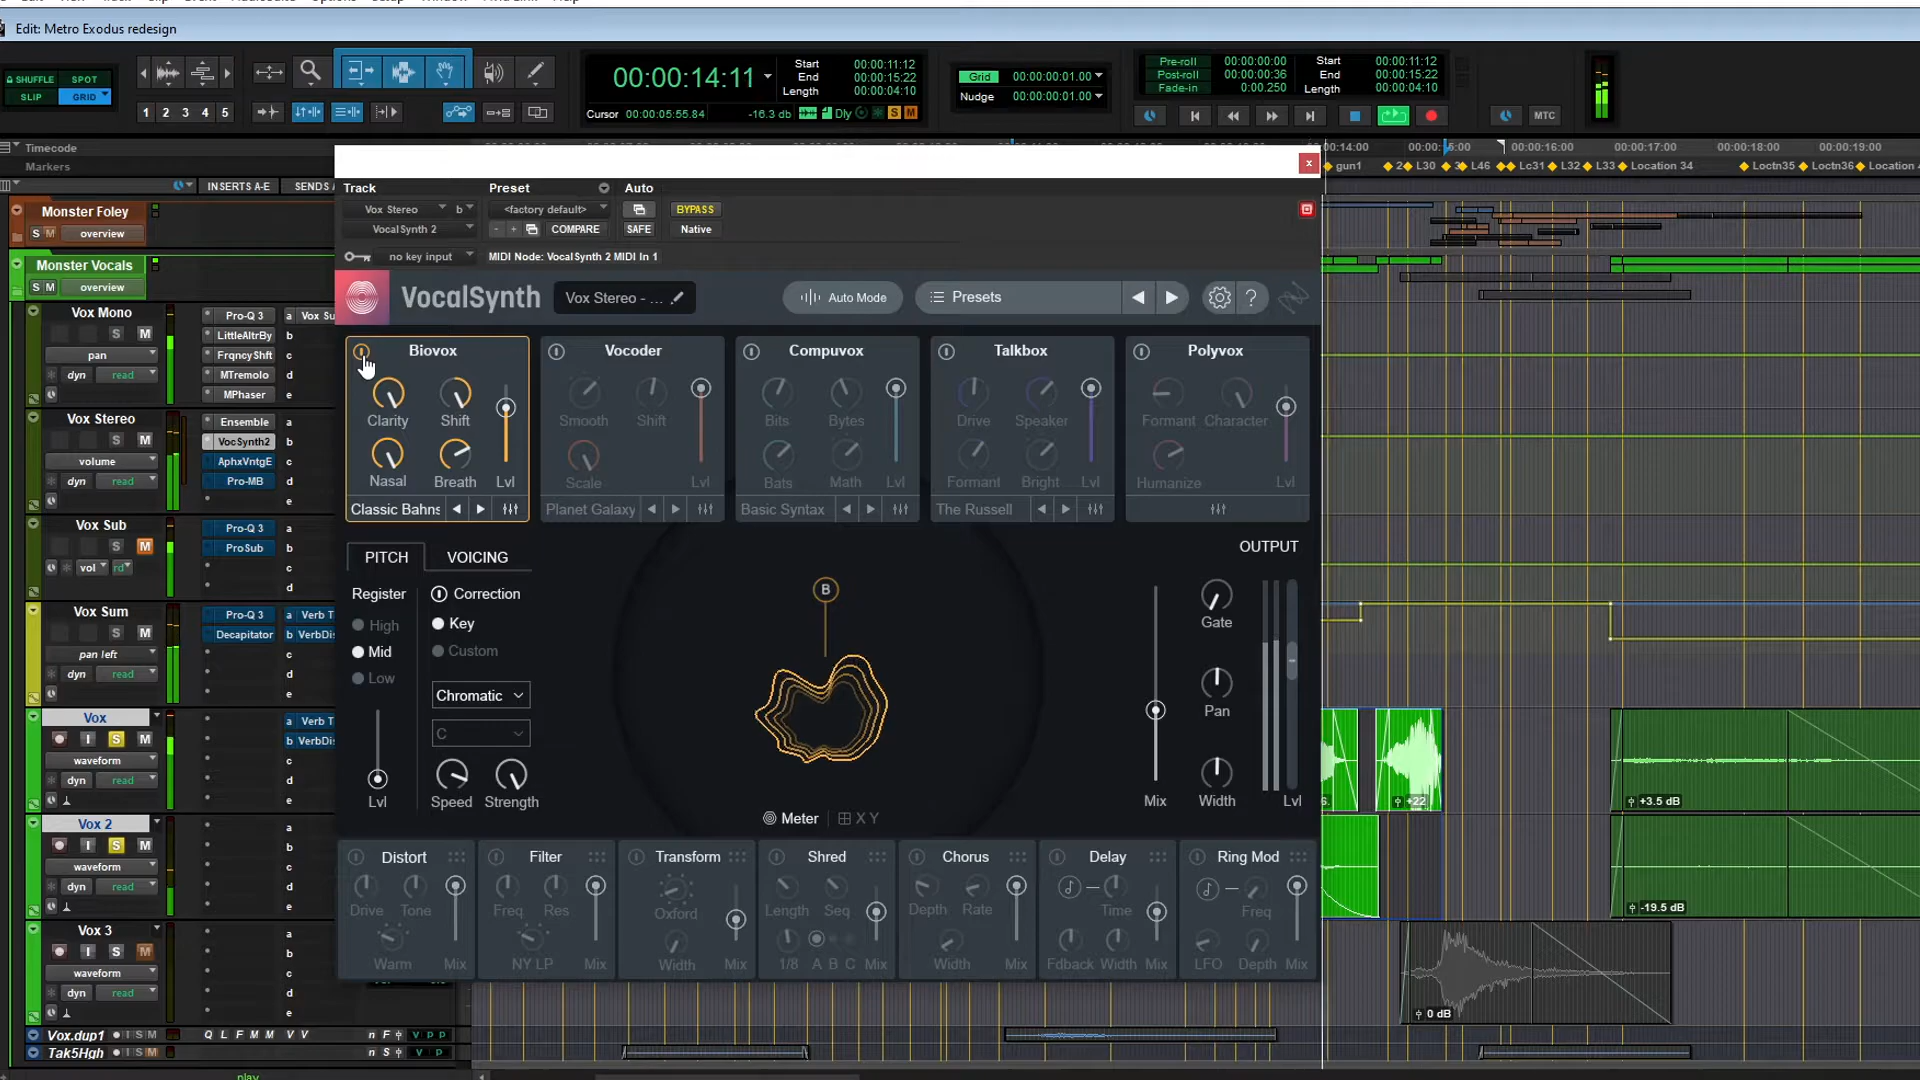 Edit: Metro Exodus redesign
SHUFFLE SPOT
SLIP GRID
1 2 3 4 5
00:00:14:11
Start 00:00:11:12
End 00:00:15:22
Length 00:00:04:10
Cursor 00:00:05:55.84 -16.3 db Dly S M
Grid 00:00:00:01.00
Nudge 00:00:00:01.00
Pre-roll 00:00:00:00
Post-roll 00:00:00:36
Fade-in 0:00.250
Start 00:00:11:12
End 00:00:15:22
Length 00:00:04:10
MTC
Timecode
Markers
INSERTS A-E SENDS
:00:14:00 00:00: 5:00 00:00:16:00 00:00:17:00 00:00:18:00 00:00:19:00
gun1 L30 L46 Lc31 L32 L33 Location 34 Loctn35 Loctn36 Location
Monster Foley
S M overview
Monster Vocals
S M overview
Vox Mono
S M
pan
dyn read
Pro-Q 3
LittleAltrBy
FrqncyShft
MTremolo
MPhaser
a Vox Su
b
c
d
e
Vox Stereo
S M
volume
dyn read
Ensemble
VocSynth2
AphxVntgE
Pro-MB
a
b
c
d
e
Vox Sub
S M
vol rd
Pro-Q 3
ProSub
a
b
c
d
Vox Sum
S M
pan left
dyn read
Pro-Q 3
Decapitator
a Verb T
b VerbDis
c
d
e
Vox
I S M
waveform
dyn read
a Verb T
b VerbDis
c
d
e
Vox 2
I S M
waveform
dyn read
a
b
c
d
e
Vox 3
I S M
waveform
dyn read
a
b
c
d
e
Vox.dup1 I S M Q L F M M V V n F V P P
Tak5Hgh I S M n S V P
play
Track Preset Auto
Vox Stereo b <factory default> BYPASS
VocalSynth 2 - + COMPARE SAFE Native
no key input MIDI Node: VocalSynth 2 MIDI In 1
VocalSynth Vox Stereo - ... Auto Mode Presets ?
Biovox
Clarity Shift
Nasal Breath Lvl
Classic Bahns
Vocoder
Smooth Shift
Scale Lvl
Planet Galaxy
Compuvox
Bits Bytes
Bats Math Lvl
Basic Syntax
Talkbox
Drive Speaker
Formant Bright Lvl
The Russell
Polyvox
Formant Character
Humanize Lvl
PITCH VOICING
Register Correction
High Key
Mid Custom
Low
Chromatic
C
Lvl Speed Strength
B
Meter X Y
OUTPUT
Gate
Pan
Mix Width Lvl
Distort
Drive Tone
Warm Mix
Filter
Freq Res
NY LP Mix
Transform
Oxford
Width Mix
Shred
Length Seq
1/8 A B C Mix
Chorus
Depth Rate
Width Mix
Delay
Time
Fdback Width Mix
Ring Mod
Freq
LFO Depth Mix
+22
+3.5 dB
-19.5 dB
0 dB